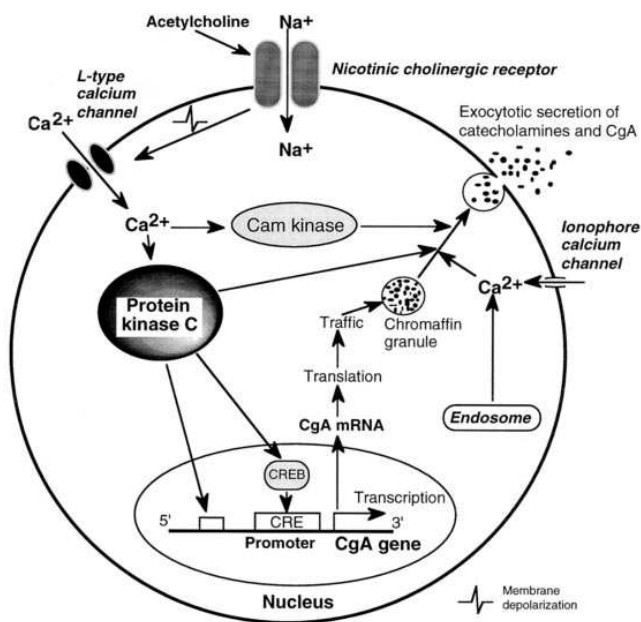 Acetylcholine
Na+
L-type
calcium
channel
Nicotinic cholinergic receptor
Ca2+
Na+
Exocytotic secretion of
catecholamines and CgA
Ca2+
Cam kinase
Ionophore
calcium
channel
Ca2+
Protein
kinase C
Traffic
Chromaffin
granule
Translation
CgA mRNA
Endosome
CREB
Transcription
5'
CRE
3'
Promoter
CgA gene
Nucleus
Membrane
depolarization